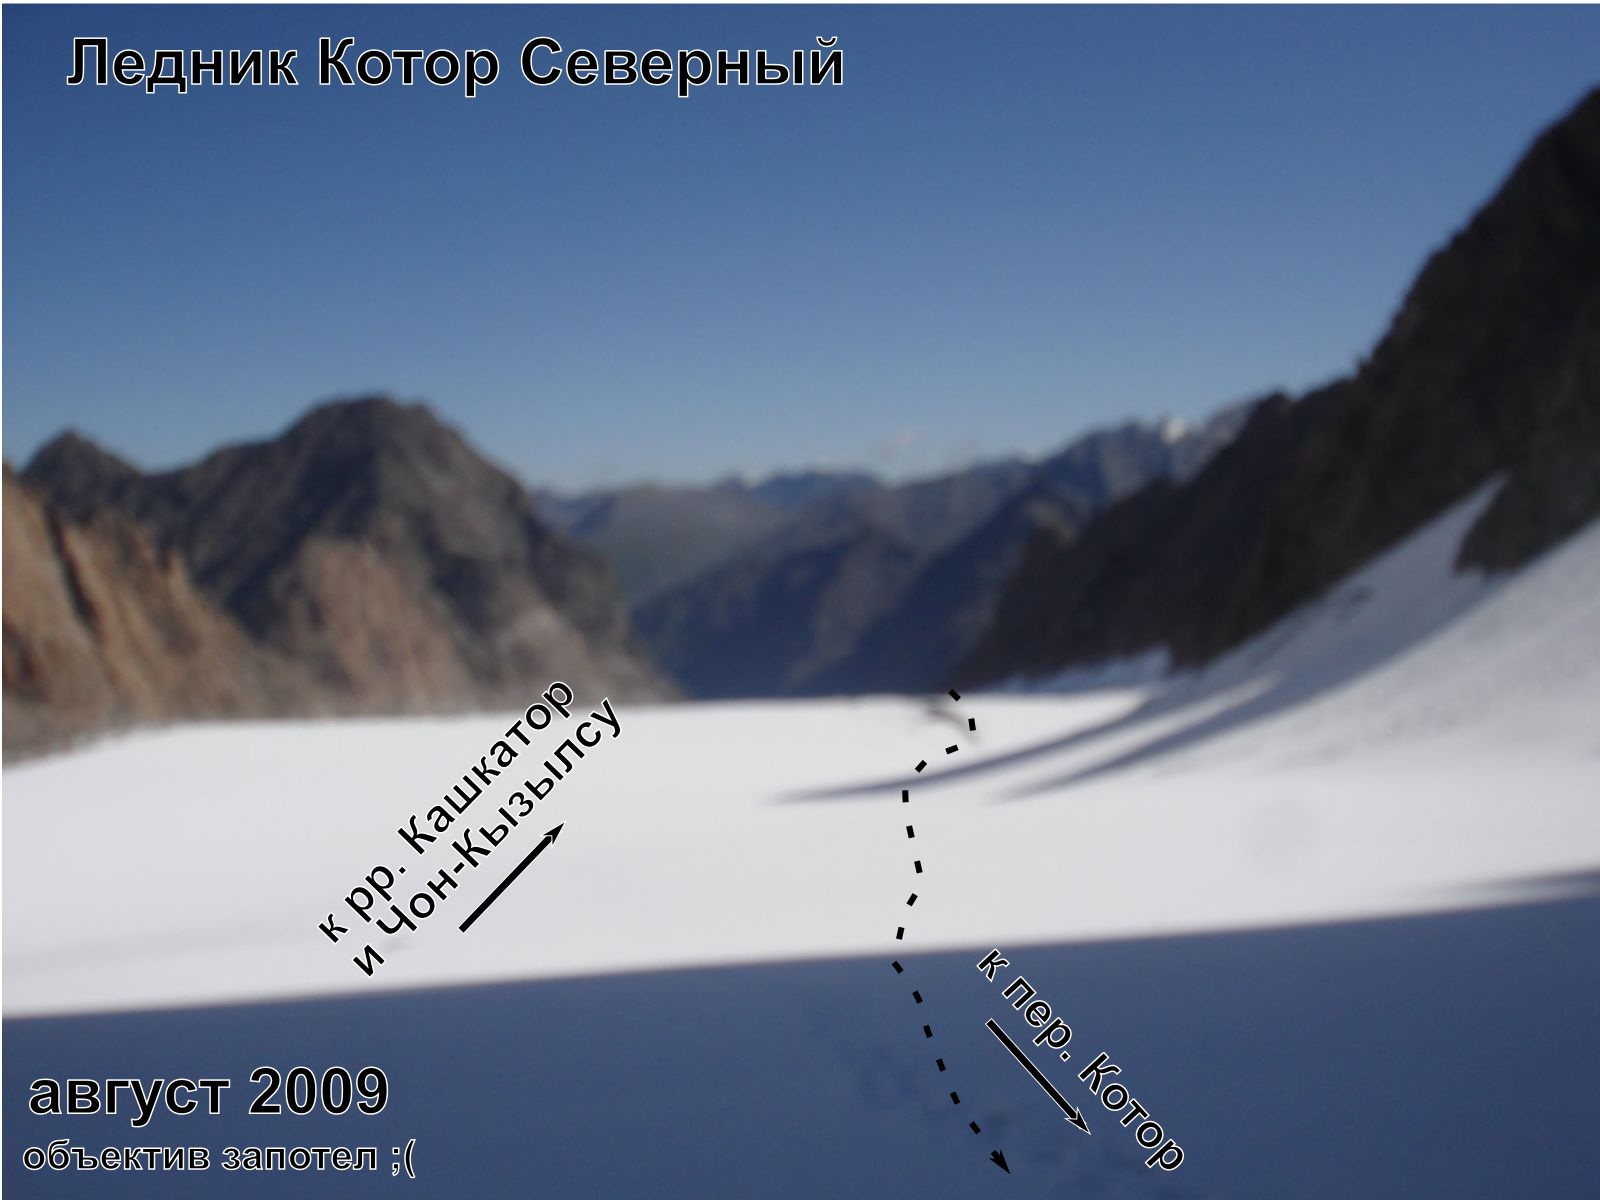 Ледник Котор Северный
к рр. Кашкатор
и Чон-Кызылсу
к пер. Котор
август 2009
объектив запотел ;(